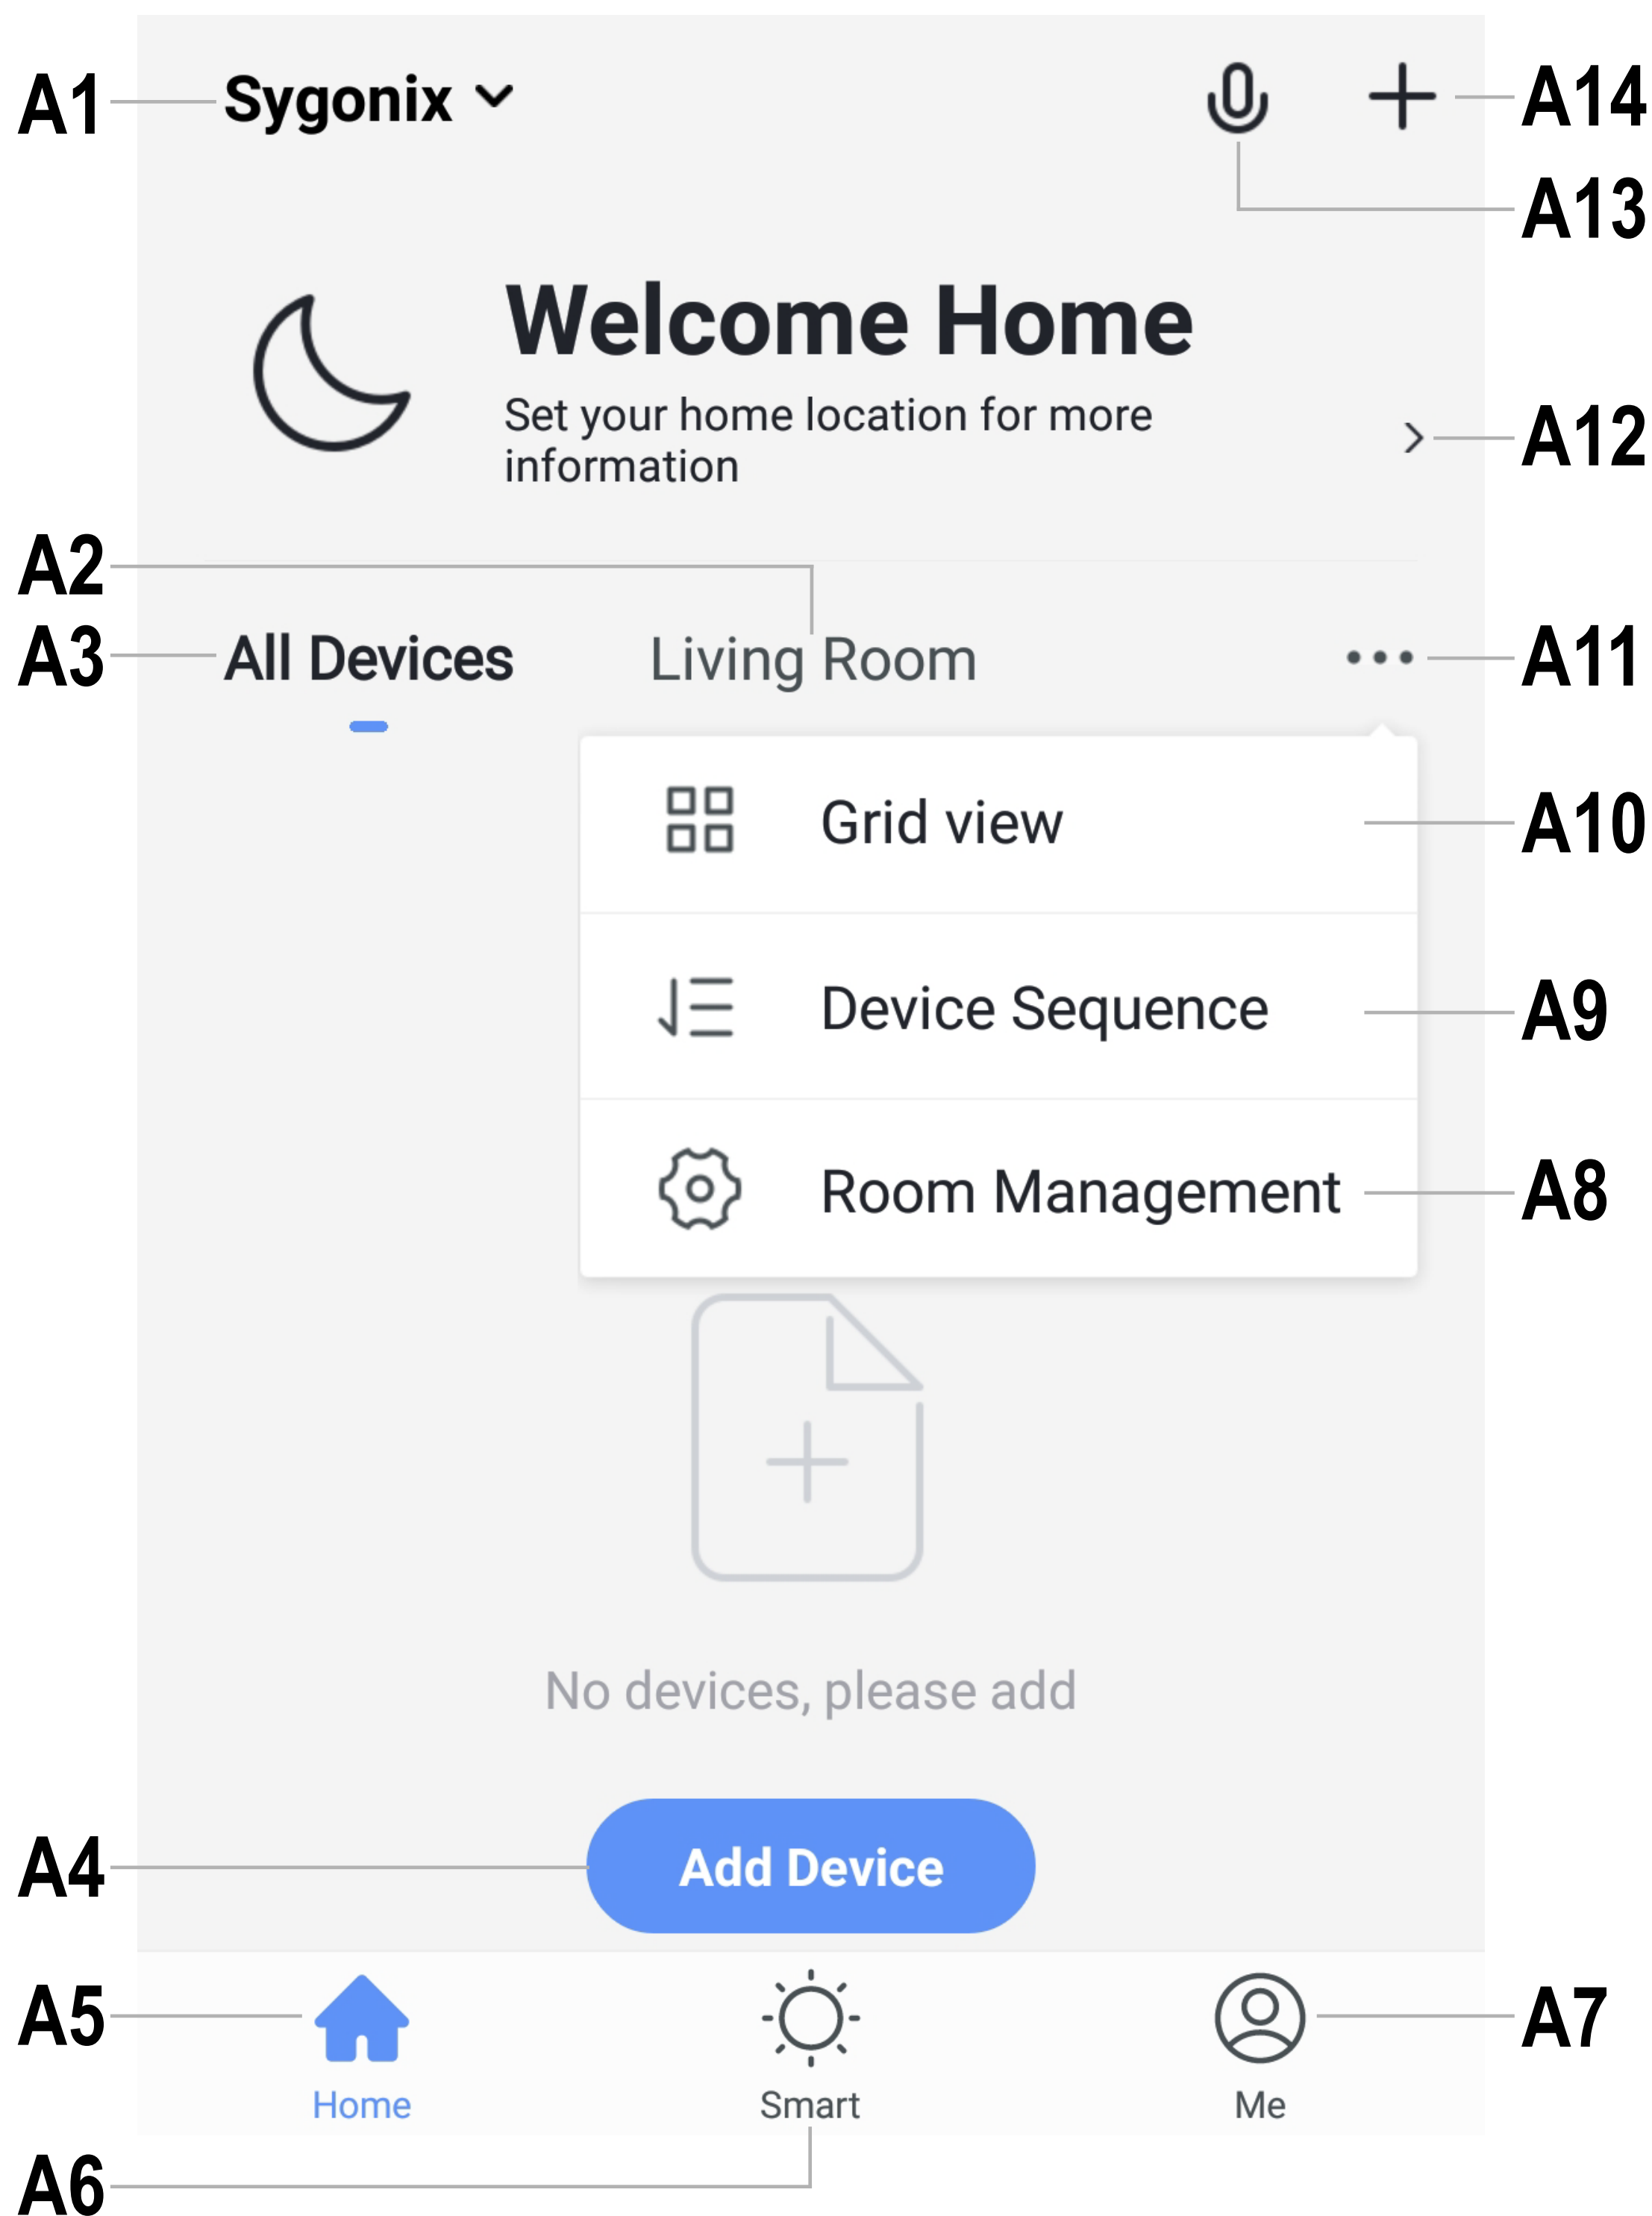 A1
Sygonix
A14
A13
Welcome Home
Set your home location for more
information
A12
A2
A3
All Devices
Living Room
A11
Grid view
A10
Device Sequence
A9
Room Management
A8
No devices, please add
A4
Add Device
A5
A7
Home
Smart
Me
A6